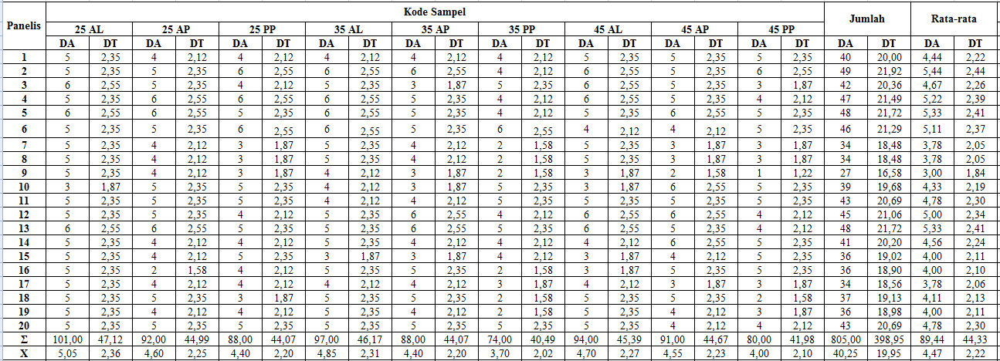 Panelis Kode Sampel Jumlah Rata-rata
25 AL 25 AP 25 PP 35 AL 35 AP 35 PP 45 AL 45 AP 45 PP
DA DT DA DT DA DT DA DT DA DT DA DT DA DT DA DT DA DT DA DT DA DT
1 5 2,35 4 2,12 4 2,12 4 2,12 4 2,12 4 2,12 5 2,35 5 2,35 5 2,35 40 20,00 4,44 2,22
2 5 2,35 5 2,35 6 2,55 6 2,55 6 2,55 4 2,12 6 2,55 5 2,35 6 2,55 49 21,92 5,44 2,44
3 6 2,55 5 2,35 4 2,12 5 2,35 3 1,87 5 2,35 6 2,55 5 2,35 3 1,87 42 20,36 4,67 2,26
4 5 2,35 6 2,55 6 2,55 6 2,55 5 2,35 4 2,12 6 2,55 5 2,35 4 2,12 47 21,49 5,22 2,39
5 6 2,55 6 2,55 5 2,35 6 2,55 5 2,35 4 2,12 5 2,35 6 2,55 5 2,35 48 21,72 5,33 2,41
6 5 2,35 5 2,35 6 2,55 6 2,55 5 2,35 6 2,55 4 2,12 4 2,12 5 2,35 46 21,29 5,11 2,37
7 5 2,35 4 2,12 3 1,87 5 2,35 4 2,12 2 1,58 5 2,35 3 1,87 3 1,87 34 18,48 3,78 2,05
8 5 2,35 4 2,12 3 1,87 5 2,35 4 2,12 2 1,58 5 2,35 3 1,87 3 1,87 34 18,48 3,78 2,05
9 5 2,35 4 2,12 3 1,87 4 2,12 3 1,87 2 1,58 3 1,87 2 1,58 1 1,22 27 16,58 3,00 1,84
10 3 1,87 5 2,35 5 2,35 4 2,12 3 1,87 5 2,35 3 1,87 6 2,55 5 2,35 39 19,68 4,33 2,19
11 5 2,35 5 2,35 5 2,35 4 2,12 4 2,12 5 2,35 5 2,35 5 2,35 5 2,35 43 20,69 4,78 2,30
12 5 2,35 5 2,35 4 2,12 5 2,35 6 2,55 4 2,12 6 2,55 6 2,55 4 2,12 45 21,06 5,00 2,34
13 6 2,55 6 2,55 5 2,35 5 2,35 6 2,55 5 2,35 6 2,55 5 2,35 4 2,12 48 21,72 5,33 2,41
14 5 2,35 4 2,12 4 2,12 5 2,35 4 2,12 4 2,12 4 2,12 6 2,55 5 2,35 41 20,20 4,56 2,24
15 5 2,35 4 2,12 5 2,35 3 1,87 3 1,87 4 2,12 3 1,87 4 2,12 5 2,35 36 19,02 4,00 2,11
16 5 2,35 2 1,58 4 2,12 5 2,35 5 2,35 2 1,58 3 1,87 5 2,35 5 2,35 36 18,90 4,00 2,10
17 5 2,35 4 2,12 4 2,12 4 2,12 4 2,12 3 1,87 4 2,12 3 1,87 3 1,87 34 18,56 3,78 2,06
18 5 2,35 5 2,35 3 1,87 5 2,35 5 2,35 2 1,58 5 2,35 5 2,35 2 1,58 37 19,13 4,11 2,13
19 5 2,35 4 2,12 4 2,12 5 2,35 4 2,12 2 1,58 5 2,35 4 2,12 3 1,87 36 18,98 4,00 2,11
20 5 2,35 5 2,35 5 2,35 5 2,35 5 2,35 5 2,35 5 2,35 4 2,12 4 2,12 43 20,69 4,78 2,30
Σ 101,00 47,12 92,00 44,99 88,00 44,07 97,00 46,17 88,00 44,07 74,00 40,49 94,00 45,39 91,00 44,67 80,00 41,98 805,00 398,95 89,44 44,33
X 5,05 2,36 4,60 2,25 4,40 2,20 4,85 2,31 4,40 2,20 3,70 2,02 4,70 2,27 4,55 2,23 4,00 2,10 40,25 19,95 4,47 2,22